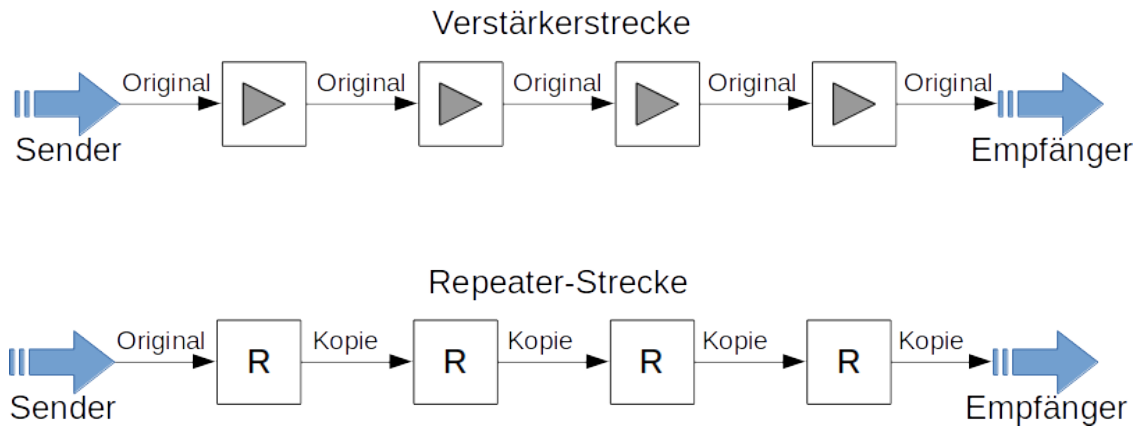 Verstärkerstrecke
Original Original Original Original Original
Sender Empfänger
Repeater-Strecke
Original Kopie Kopie Kopie Kopie
R R R R
Sender Empfänger